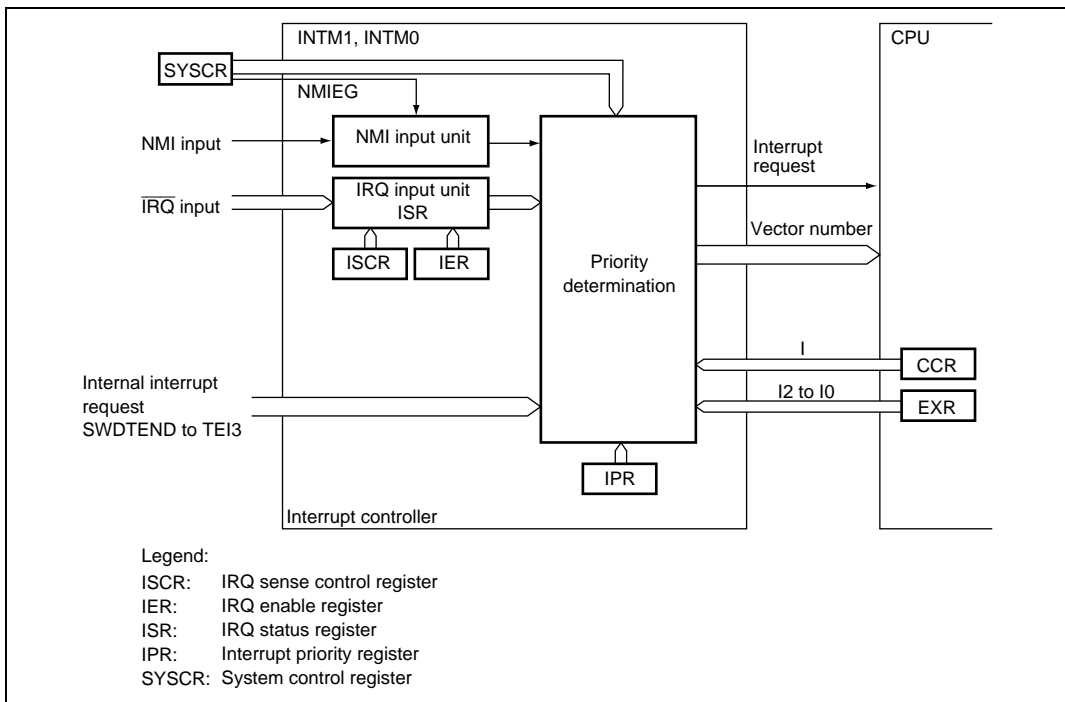 INTM1, INTM0
CPU
SYSCR
NMIEG
NMI input
NMI input unit
Interrupt
request
IRQ input
IRQ input unit
ISR
Vector number
ISCR
IER
Priority
determination
I
CCR
Internal interrupt
request
SWDTEND to TEI3
I2 to I0
EXR
IPR
Interrupt controller
Legend:
ISCR: IRQ sense control register
IER: IRQ enable register
ISR: IRQ status register
IPR: Interrupt priority register
SYSCR: System control register